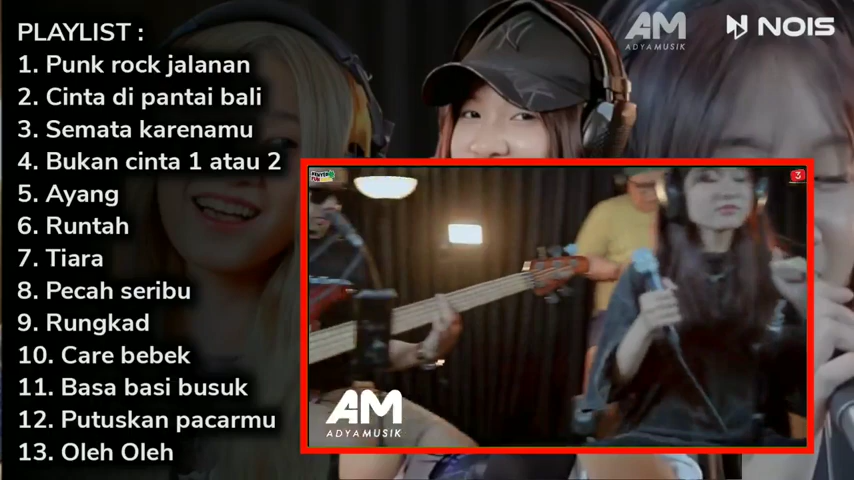 PLAYLIST :
1. Punk rock jalanan
2. Cinta di pantai bali
3. Semata karenamu
4. Bukan cinta 1 atau 2
5. Ayang
6. Runtah
7. Tiara
8. Pecah seribu
9. Rungkad
10. Care bebek
11. Basa basi busuk
12. Putuskan pacarmu
13. Oleh Oleh
AM
ADYAMUSIK
NOIS
3
AM
ADYAMUSIK